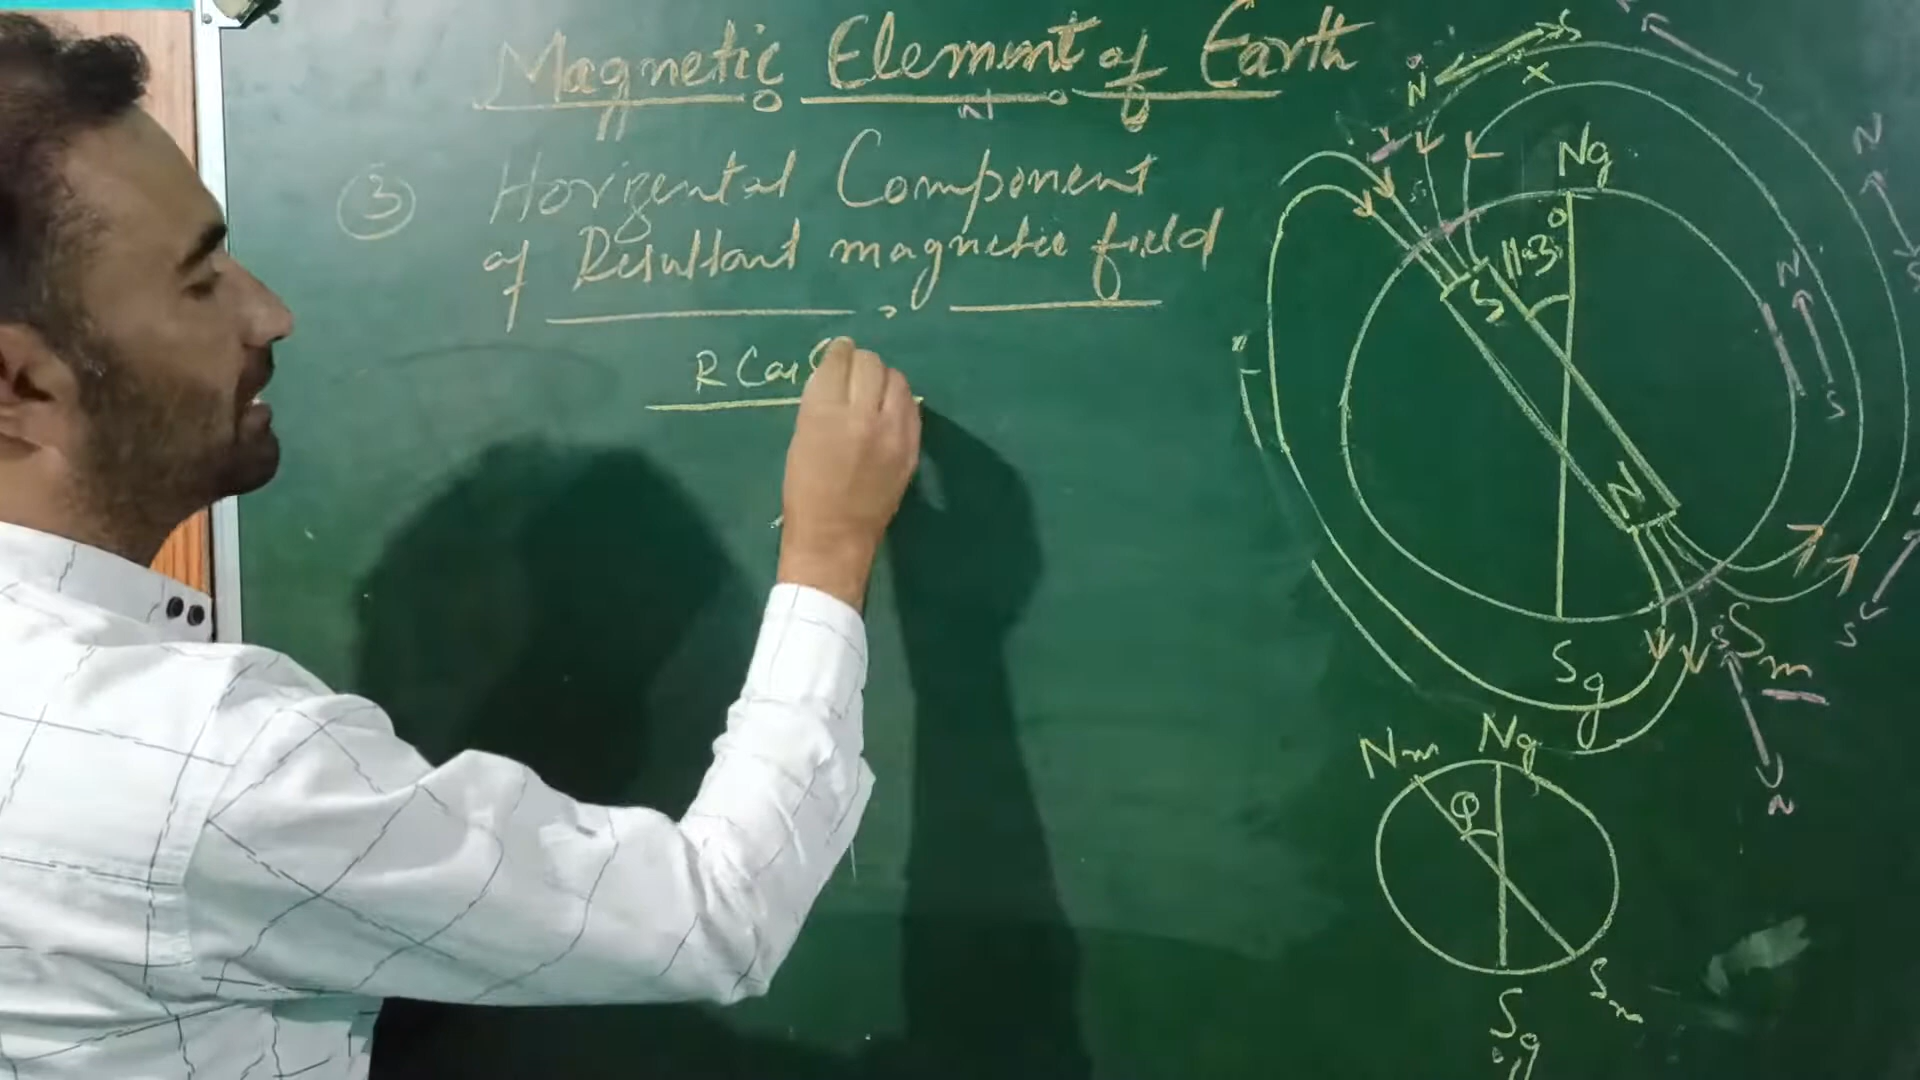 Magnetic Element of Earth
③ Horizental Component
of Resultant magnetic field
R Cos
N S
S
N
S
Ng
11.3°
S
N
N
S
N
S
Sg
Sm
S
N
Nm Ng
φ
Sm
Sg